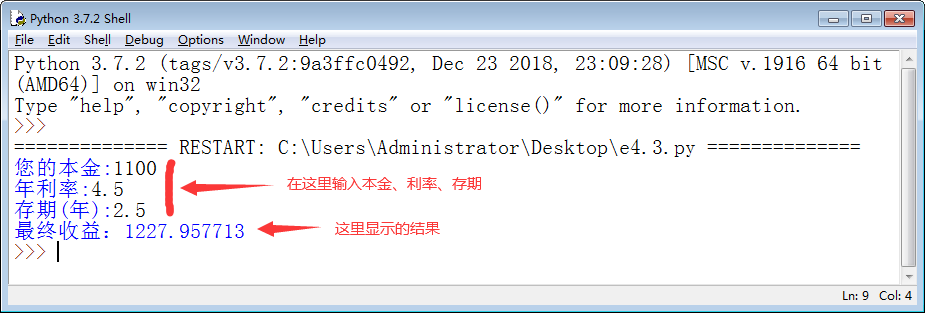 Python 3.7.2 Shell
File Edit Shell Debug Options Window Help
Python 3.7.2 (tags/v3.7.2:9a3ffc0492, Dec 23 2018, 23:09:28) [MSC v.1916 64 bit
(AMD64)] on win32
Type "help", "copyright", "credits" or "license()" for more information.
>>>
============== RESTART: C:\Users\Administrator\Desktop\e4.3.py ==============
您的本金:1100
年利率:4.5
在这里输入本金、利率、存期
存期(年):2.5
最终收益: 1227.957713
这里显示的结果
>>>
Ln: 9 Col: 4